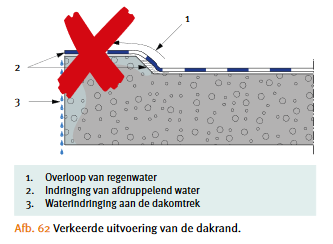 1
2
3
1. Overloop van regenwater
2. Indringing van afdruppelend water
3. Waterindringing aan de dakomtrek
Afb. 62 Verkeerde uitvoering van de dakrand.